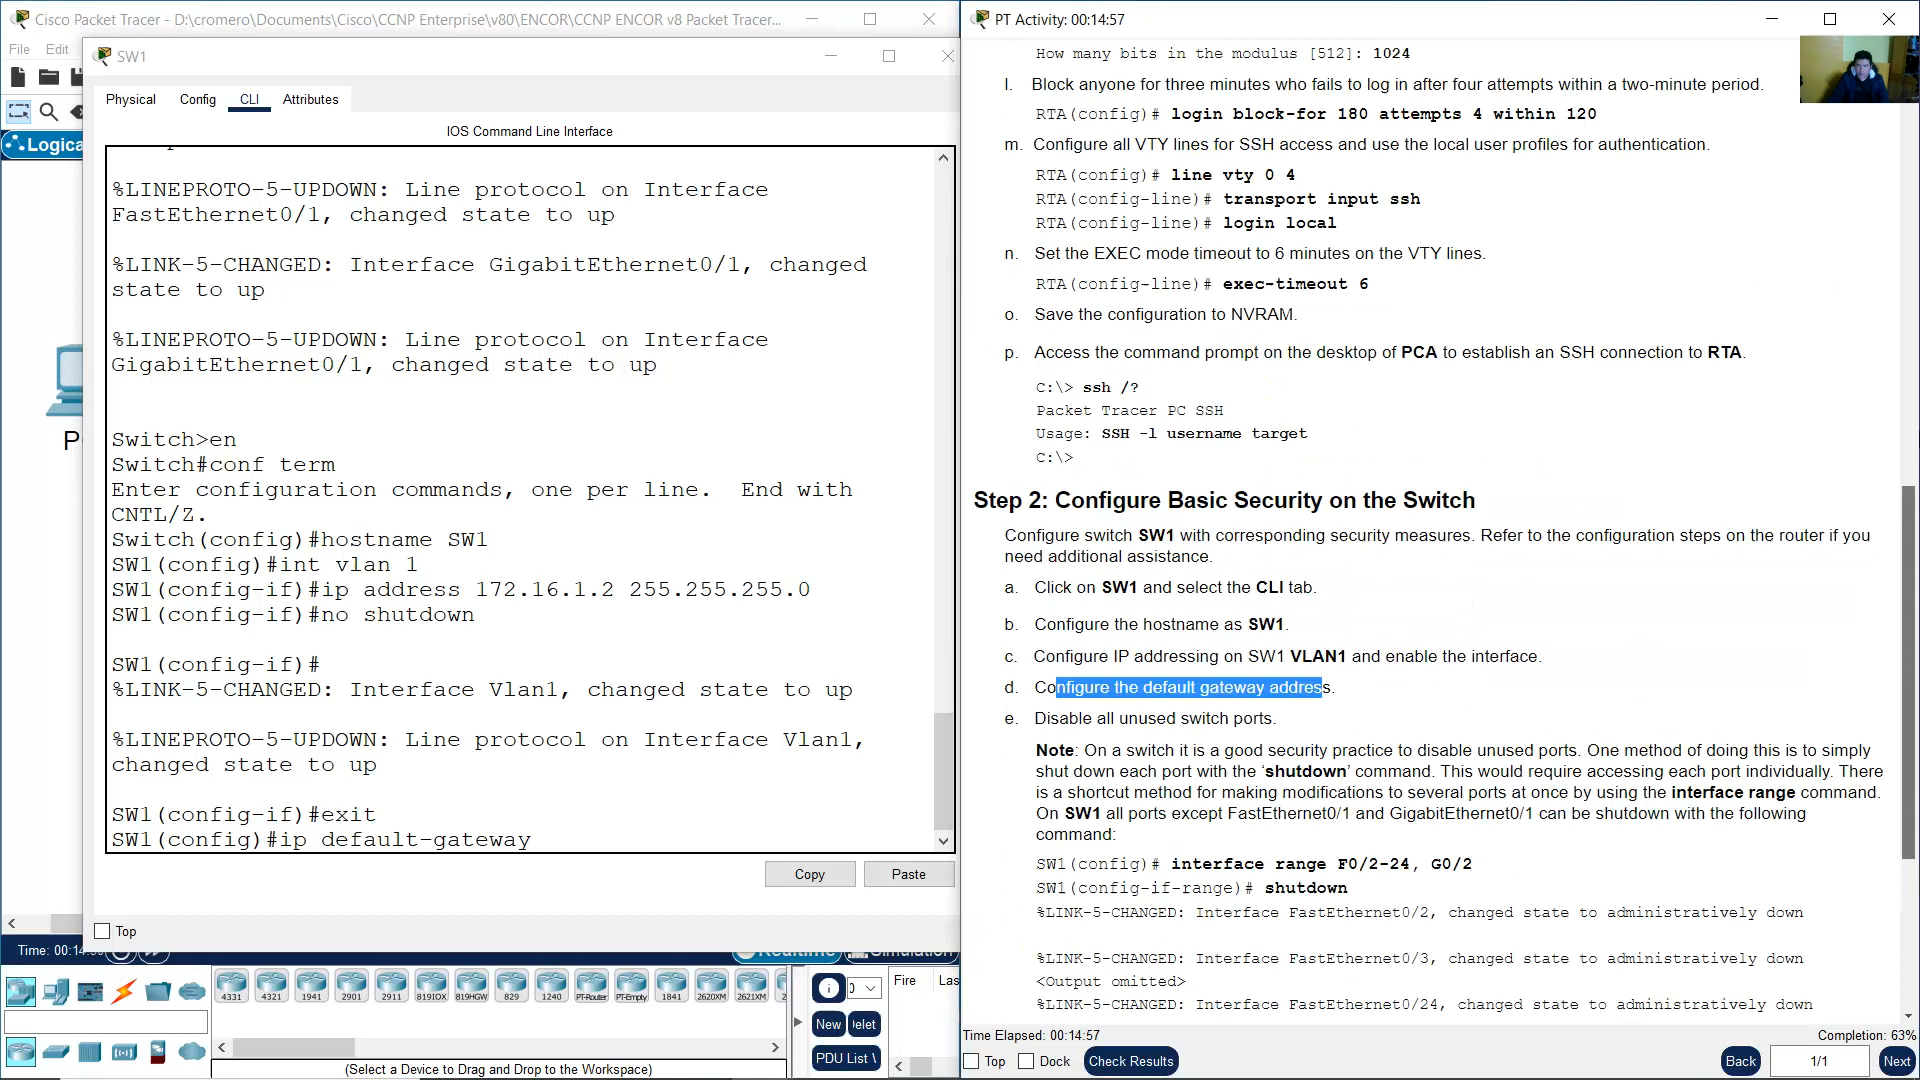 Cisco Packet Tracer - D:\cromero\Documents\Cisco\CCNP Enterprise\v80\ENCOR\CCNP ENCOR v8 Packet Tracer...
File Edit
Logica
SW1
Physical Config CLI Attributes
IOS Command Line Interface
%LINEPROTO-5-UPDOWN: Line protocol on Interface
FastEthernet0/1, changed state to up
%LINK-5-CHANGED: Interface GigabitEthernet0/1, changed
state to up
%LINEPROTO-5-UPDOWN: Line protocol on Interface
GigabitEthernet0/1, changed state to up
Switch>en
Switch#conf term
Enter configuration commands, one per line. End with
CNTL/Z.
Switch(config)#hostname SW1
SW1(config)#int vlan 1
SW1(config-if)#ip address 172.16.1.2 255.255.255.0
SW1(config-if)#no shutdown
SW1(config-if)#
%LINK-5-CHANGED: Interface Vlan1, changed state to up
%LINEPROTO-5-UPDOWN: Line protocol on Interface Vlan1,
changed state to up
SW1(config-if)#exit
SW1(config)#ip default-gateway
Copy Paste
Top
P
Time: 00:14:
Realtime Simulation
4331 4321 1941 2901 2911 819IOX 819HGW 829 1240 PT-Router PT-Empty 1841 2620XM 2621XM 2
0
Fire Las
New elet
PDU List \
(Select a Device to Drag and Drop to the Workspace)
PT Activity: 00:14:57
How many bits in the modulus [512]: 1024
l. Block anyone for three minutes who fails to log in after four attempts within a two-minute period.
RTA(config)# login block-for 180 attempts 4 within 120
m. Configure all VTY lines for SSH access and use the local user profiles for authentication.
RTA(config)# line vty 0 4
RTA(config-line)# transport input ssh
RTA(config-line)# login local
n. Set the EXEC mode timeout to 6 minutes on the VTY lines.
RTA(config-line)# exec-timeout 6
o. Save the configuration to NVRAM.
p. Access the command prompt on the desktop of PCA to establish an SSH connection to RTA.
C:\> ssh /?
Packet Tracer PC SSH
Usage: SSH -l username target
C:\>
Step 2: Configure Basic Security on the Switch
Configure switch SW1 with corresponding security measures. Refer to the configuration steps on the router if you
need additional assistance.
a. Click on SW1 and select the CLI tab.
b. Configure the hostname as SW1.
c. Configure IP addressing on SW1 VLAN1 and enable the interface.
d. Configure the default gateway address.
e. Disable all unused switch ports.
Note: On a switch it is a good security practice to disable unused ports. One method of doing this is to simply
shut down each port with the ‘shutdown’ command. This would require accessing each port individually. There
is a shortcut method for making modifications to several ports at once by using the interface range command.
On SW1 all ports except FastEthernet0/1 and GigabitEthernet0/1 can be shutdown with the following
command:
SW1(config)# interface range F0/2-24, G0/2
SW1(config-if-range)# shutdown
%LINK-5-CHANGED: Interface FastEthernet0/2, changed state to administratively down
%LINK-5-CHANGED: Interface FastEthernet0/3, changed state to administratively down
<Output omitted>
%LINK-5-CHANGED: Interface FastEthernet0/24, changed state to administratively down
Time Elapsed: 00:14:57 Completion: 63%
Top Dock Check Results Back 1/1 Next